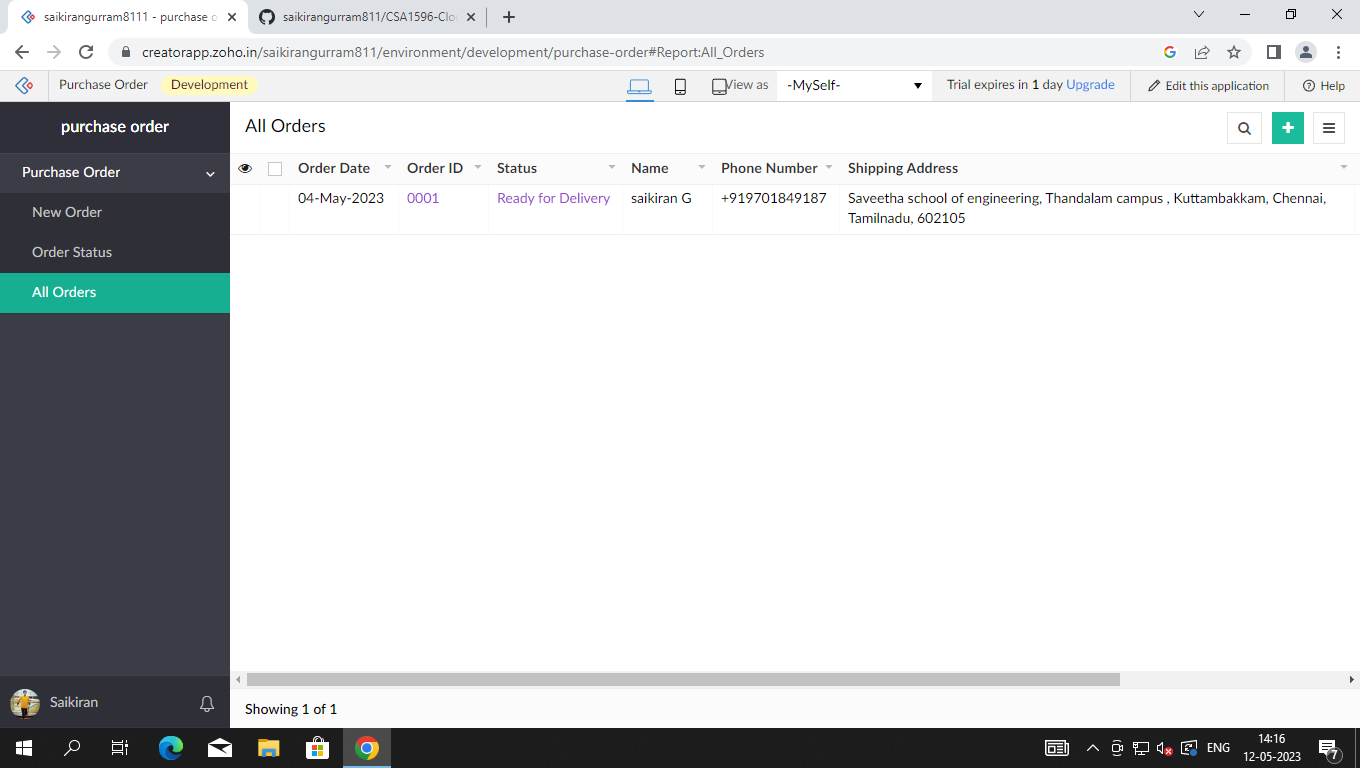 saikirangurram8111 - purchase o
saikirangurram811/CSA1596-Clou
creatorapp.zoho.in/saikirangurram811/environment/development/purchase-order#Report:All_Orders
Purchase Order Development View as -MySelf- Trial expires in 1 day Upgrade Edit this application Help
purchase order
Purchase Order
New Order
Order Status
All Orders
All Orders
Order Date Order ID Status Name Phone Number Shipping Address
04-May-2023 0001 Ready for Delivery saikiran G +919701849187 Saveetha school of engineering, Thandalam campus , Kuttambakkam, Chennai,
Tamilnadu, 602105
Saikiran
Showing 1 of 1
ENG
14:16
12-05-2023
7